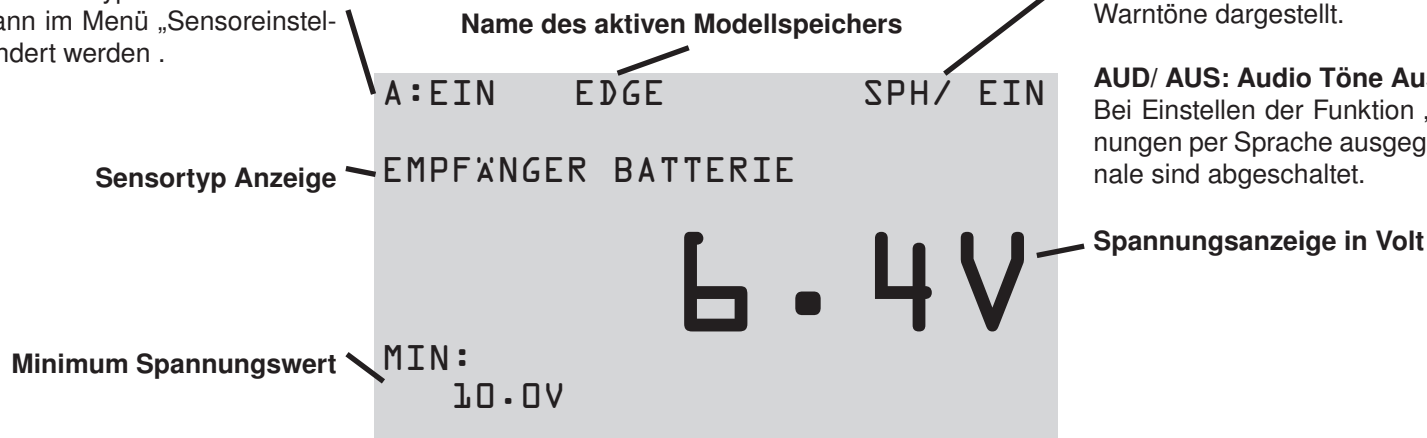 ann im Menü „Sensoreinstel-
ndert werden .
Name des aktiven Modellspeichers
Warntöne dargestellt.
AUD/ AUS: Audio Töne Aus
Bei Einstellen der Funktion „
nungen per Sprache ausgeg
nale sind abgeschaltet.
A:EIN EDGE SPH/ EIN
Sensortyp Anzeige
EMPFÄNGER BATTERIE
6.4V
Spannungsanzeige in Volt
Minimum Spannungswert
MIN:
10.0V